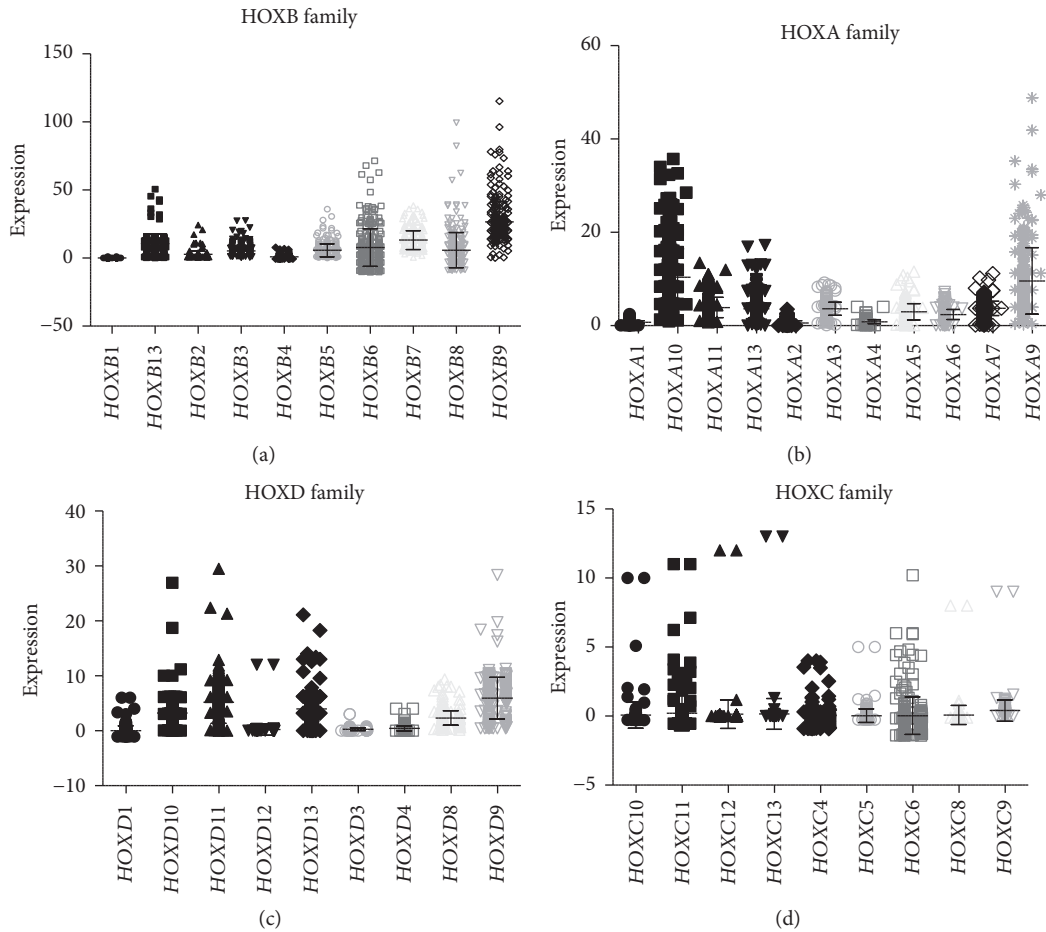 HOXB family
150
100
50
0
−50
Expression
HOXB1
HOXB13
HOXB2
HOXB3
HOXB4
HOXB5
HOXB6
HOXB7
HOXB8
HOXB9
(a)
HOXA family
60
40
20
0
Expression
HOXA1
HOXA10
HOXA11
HOXA13
HOXA2
HOXA3
HOXA4
HOXA5
HOXA6
HOXA7
HOXA9
(b)
HOXD family
40
30
20
10
0
−10
Expression
HOXD1
HOXD10
HOXD11
HOXD12
HOXD13
HOXD3
HOXD4
HOXD8
HOXD9
(c)
HOXC family
15
10
5
0
−5
Expression
HOXC10
HOXC11
HOXC12
HOXC13
HOXC4
HOXC5
HOXC6
HOXC8
HOXC9
(d)